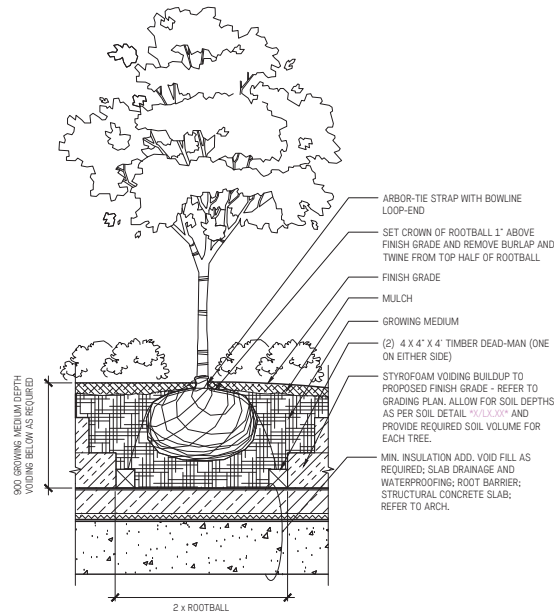 ARBOR-TIE STRAP WITH BOWLINE
LOOP-END
SET CROWN OF ROOTBALL 1" ABOVE
FINISH GRADE AND REMOVE BURLAP AND
TWINE FROM TOP HALF OF ROOTBALL
FINISH GRADE
MULCH
GROWING MEDIUM
(2) 4 X 4" X 4' TIMBER DEAD-MAN (ONE
ON EITHER SIDE)
STYROFOAM VOIDING BUILDUP TO
PROPOSED FINISH GRADE - REFER TO
GRADING PLAN. ALLOW FOR SOIL DEPTHS
AS PER SOIL DETAIL *X/LX.XX* AND
PROVIDE REQUIRED SOIL VOLUME FOR
EACH TREE.
MIN. INSULATION ADD. VOID FILL AS
REQUIRED; SLAB DRAINAGE AND
WATERPROOFING; ROOT BARRIER;
STRUCTURAL CONCRETE SLAB;
REFER TO ARCH.
900 GROWING MEDIUM DEPTH
VOIDING BELOW AS REQUIRED
2 x ROOTBALL